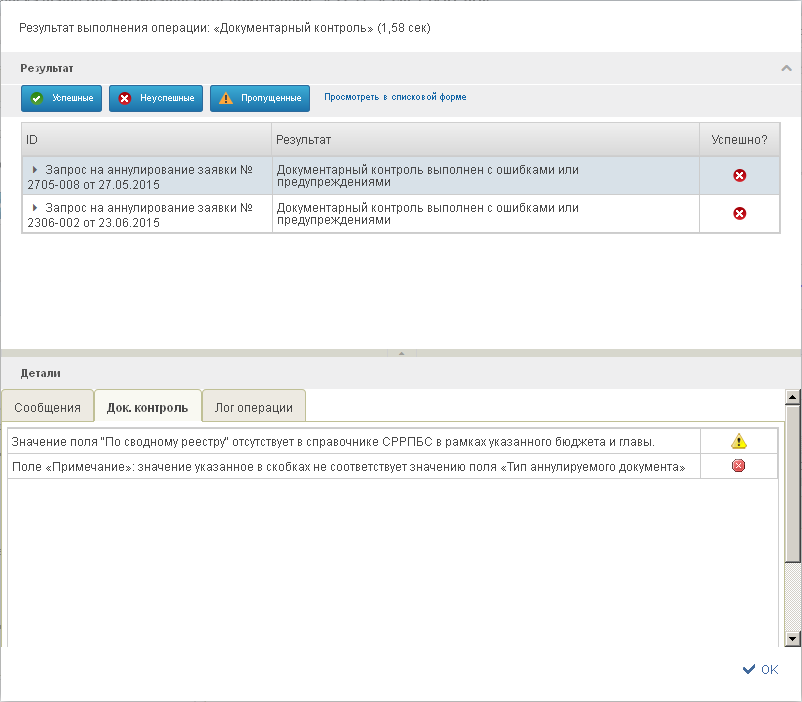 Результат выполнения операции: «Документарный контроль» (1,58 сек)
Результат
Успешные
Неуспешные
Пропущенные
Просмотреть в списковой форме
ID
Результат
Успешно?
Запрос на аннулирование заявки №
2705-008 от 27.05.2015
Документарный контроль выполнен с ошибками или
предупреждениями
Запрос на аннулирование заявки №
2306-002 от 23.06.2015
Документарный контроль выполнен с ошибками или
предупреждениями
Детали
Сообщения
Док. контроль
Лог операции
Значение поля "По сводному реестру" отсутствует в справочнике СРРПБС в рамках указанного бюджета и главы.
Поле «Примечание»: значение указанное в скобках не соответствует значению поля «Тип аннулируемого документа»
OK